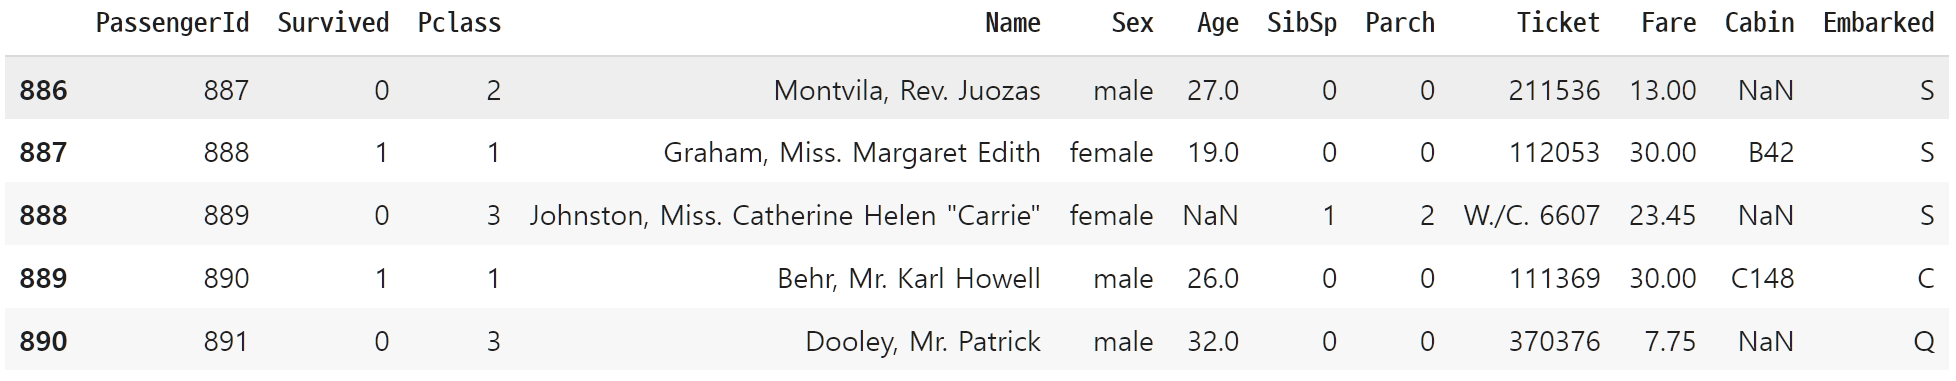 PassengerId Survived Pclass Name Sex Age SibSp Parch Ticket Fare Cabin Embarked
886 887 0 2 Montvila, Rev. Juozas male 27.0 0 0 211536 13.00 NaN S
887 888 1 1 Graham, Miss. Margaret Edith female 19.0 0 0 112053 30.00 B42 S
888 889 0 3 Johnston, Miss. Catherine Helen "Carrie" female NaN 1 2 W./C. 6607 23.45 NaN S
889 890 1 1 Behr, Mr. Karl Howell male 26.0 0 0 111369 30.00 C148 C
890 891 0 3 Dooley, Mr. Patrick male 32.0 0 0 370376 7.75 NaN Q